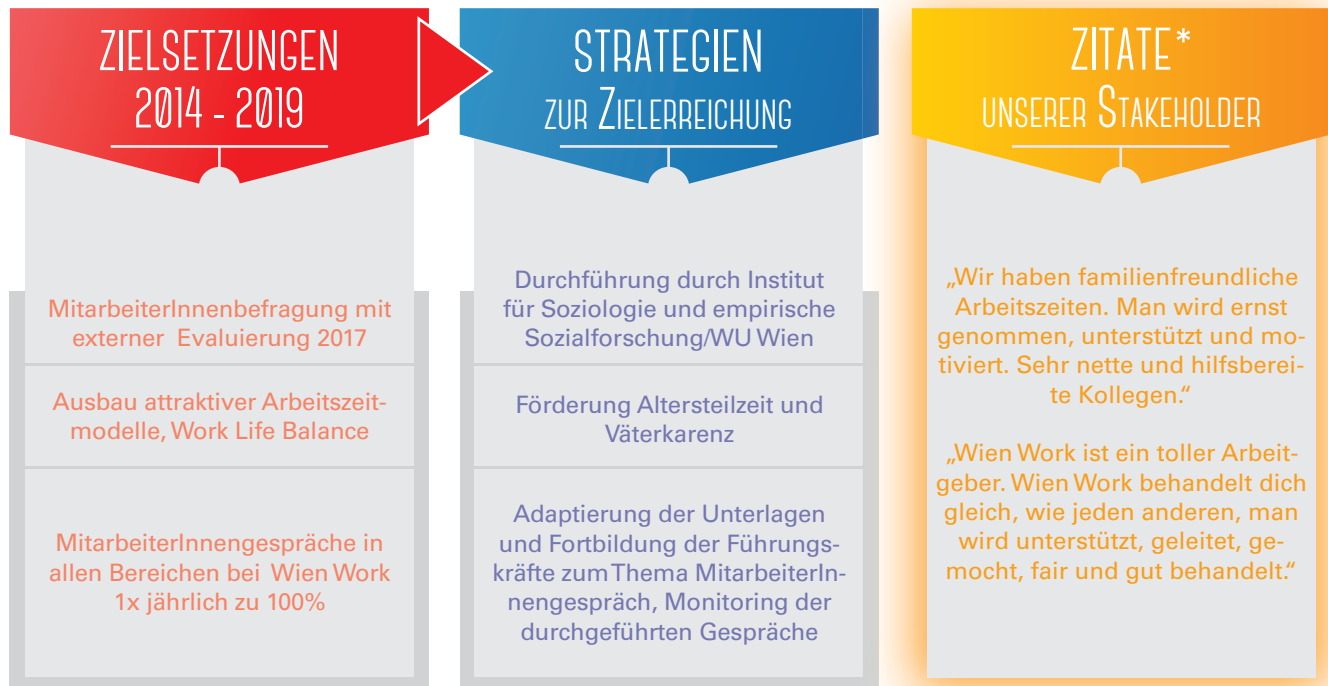 ZIELSETZUNGEN
2014 - 2019
MitarbeiterInnenbefragung mit
externer Evaluierung 2017
Ausbau attraktiver Arbeitszeit-
modelle, Work Life Balance
MitarbeiterInnengespräche in
allen Bereichen bei Wien Work
1x jährlich zu 100%
STRATEGIEN
ZUR ZIELERREICHUNG
Durchführung durch Institut
für Soziologie und empirische
Sozialforschung/WU Wien
Förderung Altersteilzeit und
Väterkarenz
Adaptierung der Unterlagen
und Fortbildung der Führungs-
kräfte zum Thema MitarbeiterIn-
nengespräch, Monitoring der
durchgeführten Gespräche
ZITATE*
UNSERER STAKEHOLDER
„Wir haben familienfreundliche
Arbeitszeiten. Man wird ernst
genommen, unterstützt und mo-
tiviert. Sehr nette und hilfsberei-
te Kollegen.“
„Wien Work ist ein toller Arbeit-
geber. Wien Work behandelt dich
gleich, wie jeden anderen, man
wird unterstützt, geleitet, ge-
mocht, fair und gut behandelt.“